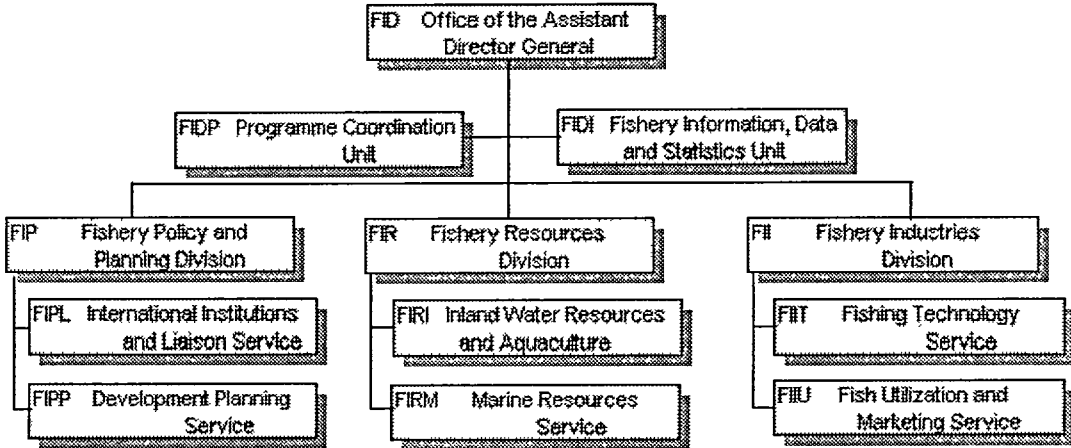 FID Office of the Assistant
Director General
FIDP Programme Coordination
Unit
FIDI Fishery Information, Data
and Statistics Unit
FIP Fishery Policy and
Planning Division
FIR Fishery Resources
Division
FII Fishery Industries
Division
FIPL International Institutions
and Liaison Service
FIRI Inland Water Resources
and Aquaculture
FIIT Fishing Technology
Service
FIPP Development Planning
Service
FIRM Marine Resources
Service
FIIU Fish Utilization and
Marketing Service